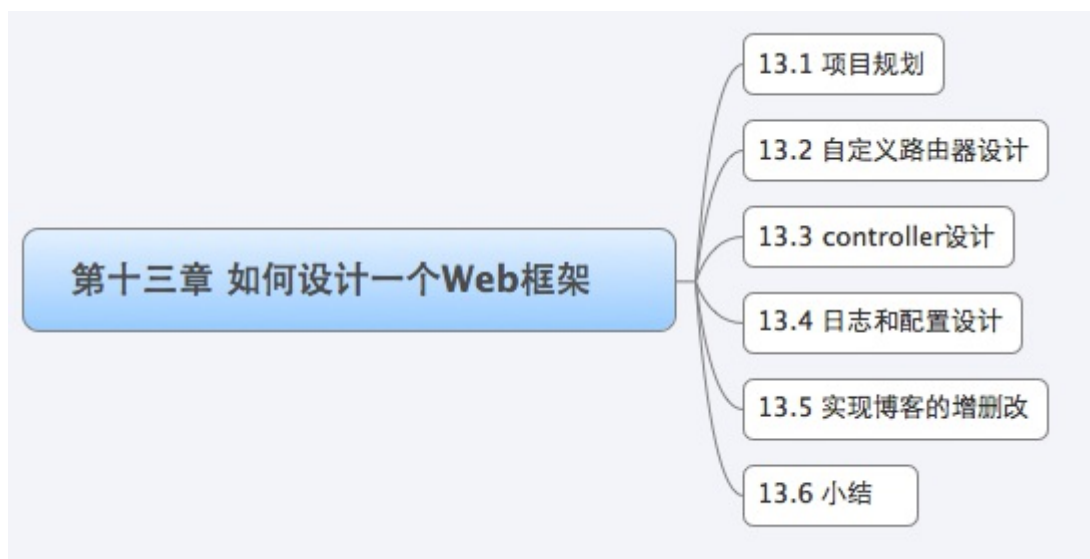 第十三章 如何设计一个Web框架
13.1 项目规划
13.2 自定义路由器设计
13.3 controller设计
13.4 日志和配置设计
13.5 实现博客的增删改
13.6 小结